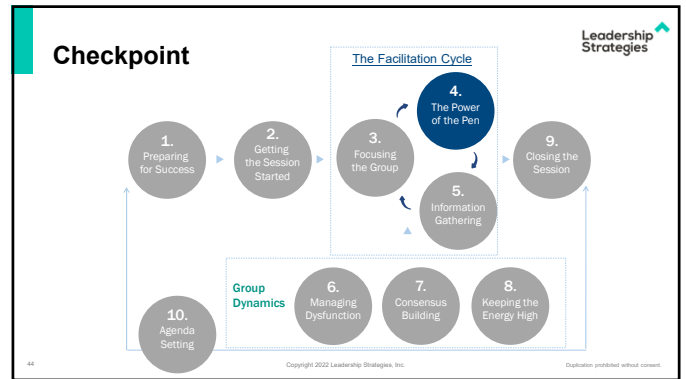 Checkpoint
Leadership
Strategies
The Facilitation Cycle
1.
Preparing
for Success
2.
Getting
the Session
Started
3.
Focusing
the Group
4.
The Power
of the Pen
5.
Information
Gathering
9.
Closing the
Session
Group
Dynamics
6.
Managing
Dysfunction
7.
Consensus
Building
8.
Keeping the
Energy High
10.
Agenda
Setting
44
Copyright 2022 Leadership Strategies, Inc.
Duplication prohibited without consent.